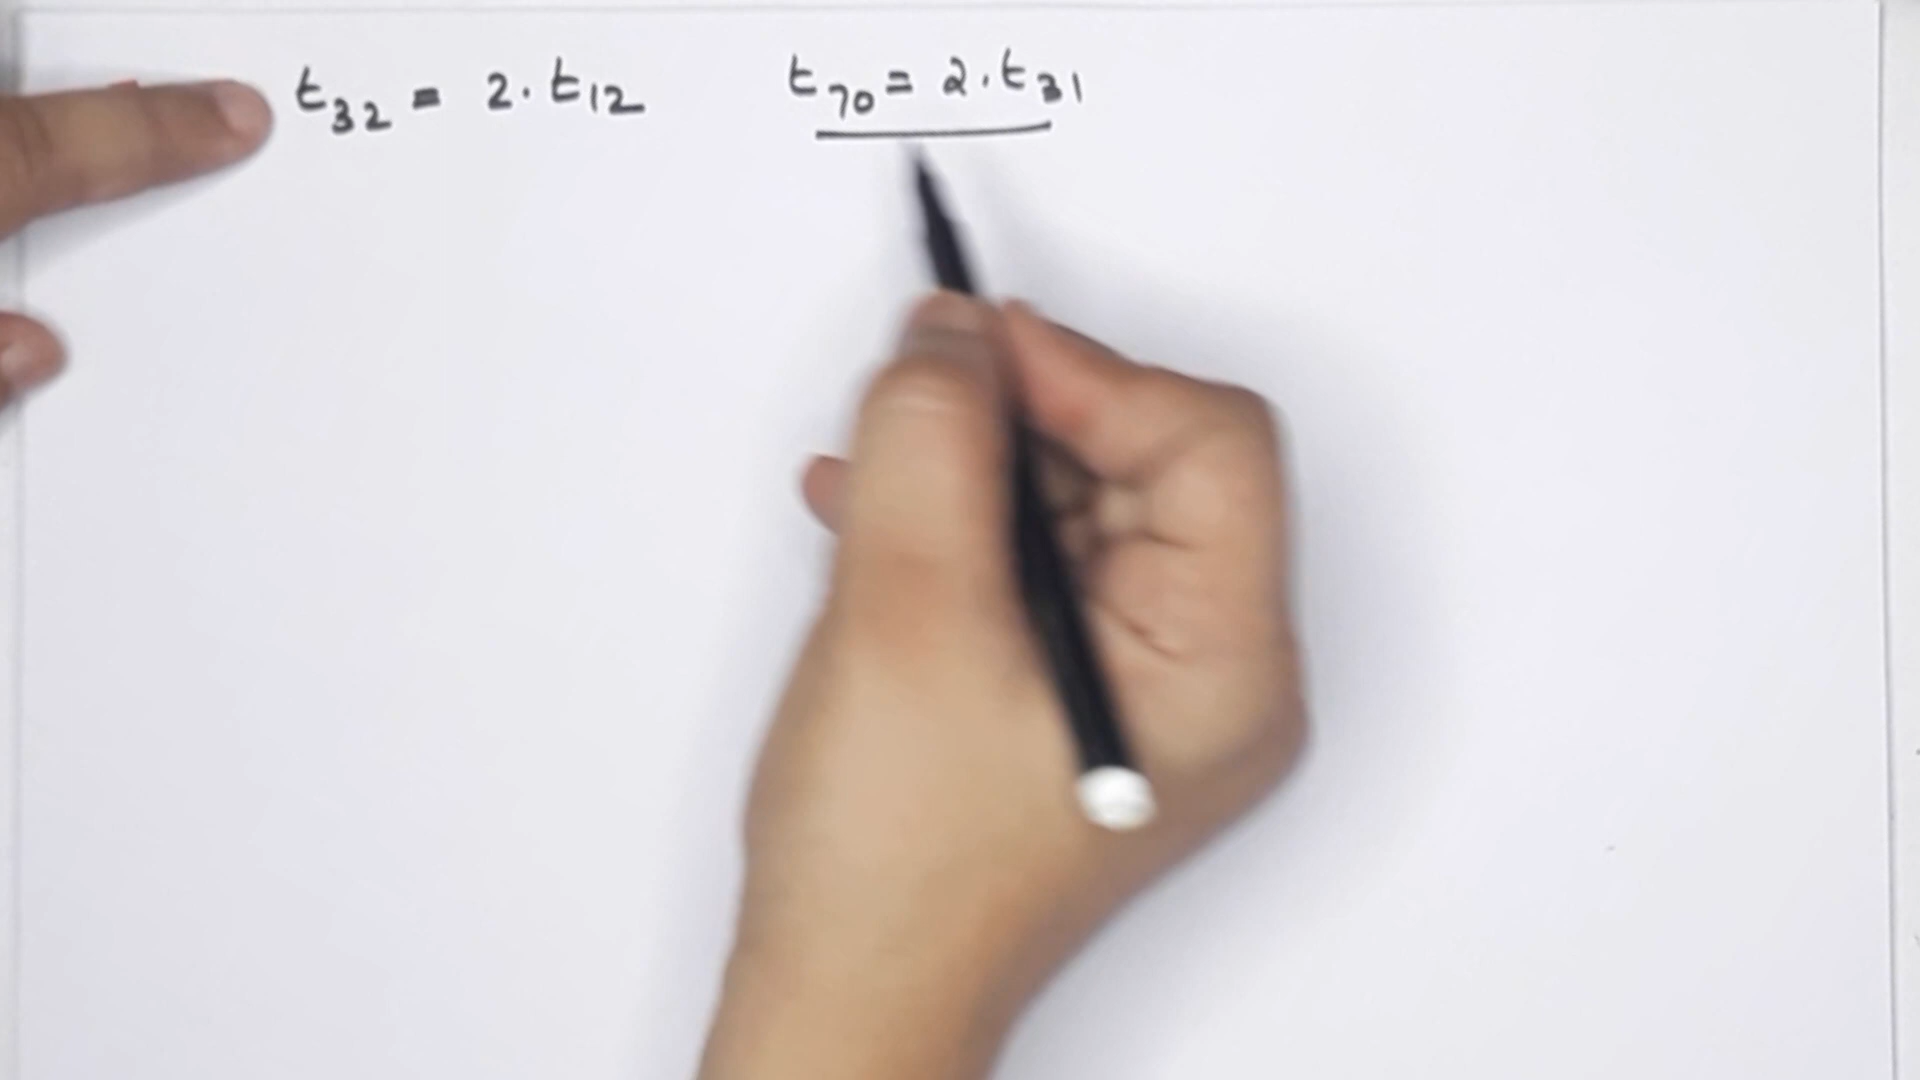 t₃₂ = 2. t₁₂ t₇₀ = 2. t₃₁